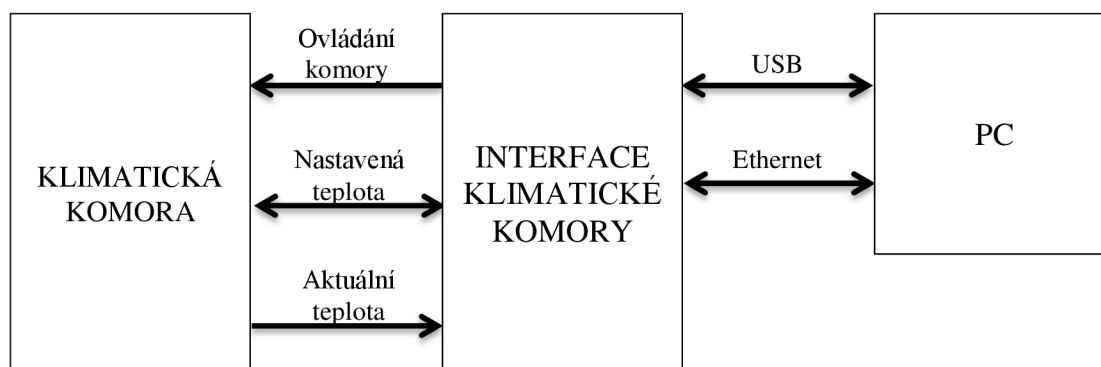 KLIMATICKÁ
KOMORA
Ovládání
komory
Nastavená
teplota
Aktuální
teplota
INTERFACE
KLIMATICKÉ
KOMORY
USB
Ethernet
PC